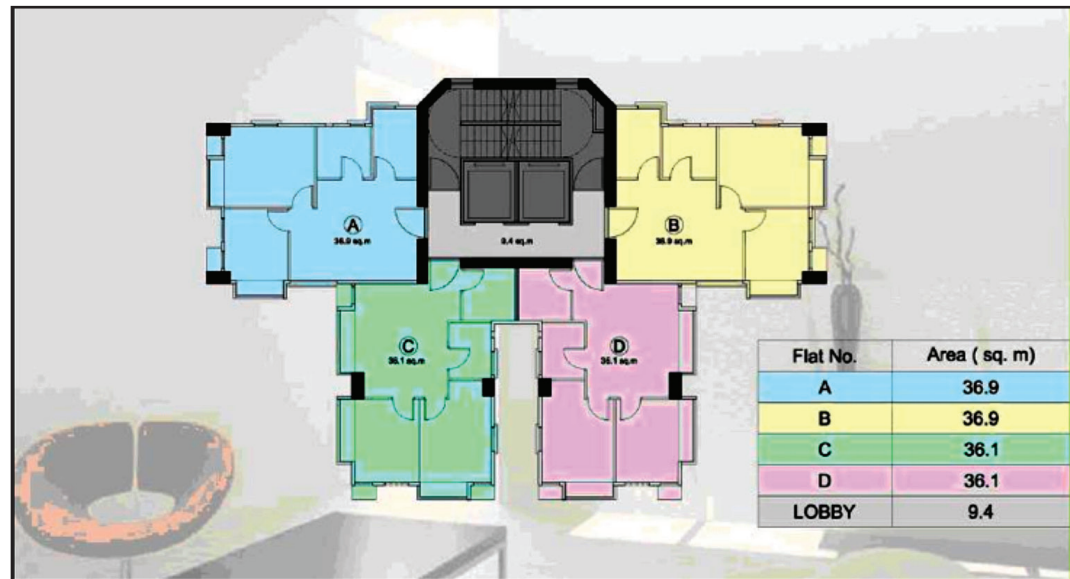 A
36.9 sq.m
9.4 sq.m
B
36.9 sq.m
C
36.1 sq.m
D
36.1 sq.m
Flat No. Area ( sq. m)
A 36.9
B 36.9
C 36.1
D 36.1
LOBBY 9.4